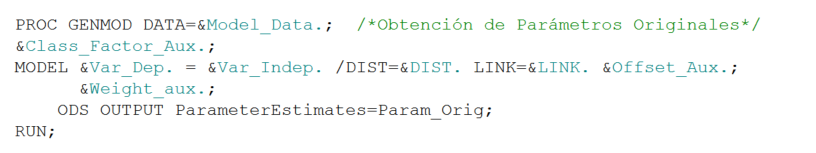 PROC GENMOD DATA=&Model_Data.;  /*Obtención de Parámetros Originales*/
&Class_Factor_Aux.;
MODEL &Var_Dep. = &Var_Indep. /DIST=&DIST. LINK=&LINK. &Offset_Aux.;
&Weight_aux.;
ODS OUTPUT ParameterEstimates=Param_Orig;
RUN;